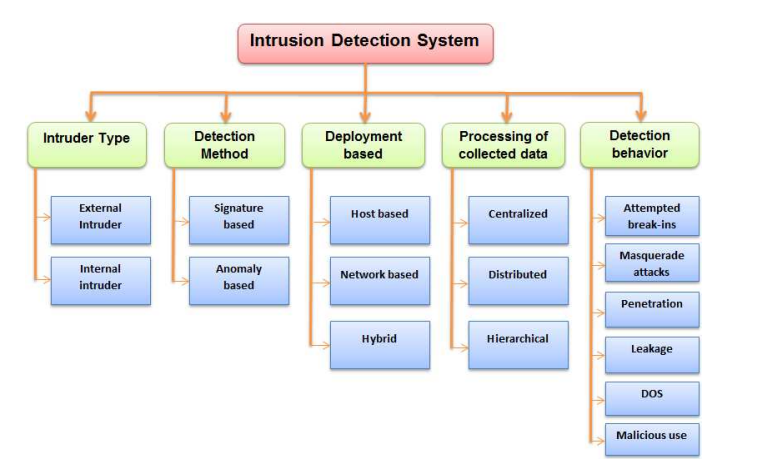 Intrusion Detection System
Intruder Type
External
Intruder
Internal
intruder
Detection
Method
Signature
based
Anomaly
based
Deployment
based
Host based
Network based
Hybrid
Processing of
collected data
Centralized
Distributed
Hierarchical
Detection
behavior
Attempted
break-ins
Masquerade
attacks
Penetration
Leakage
DOS
Malicious use